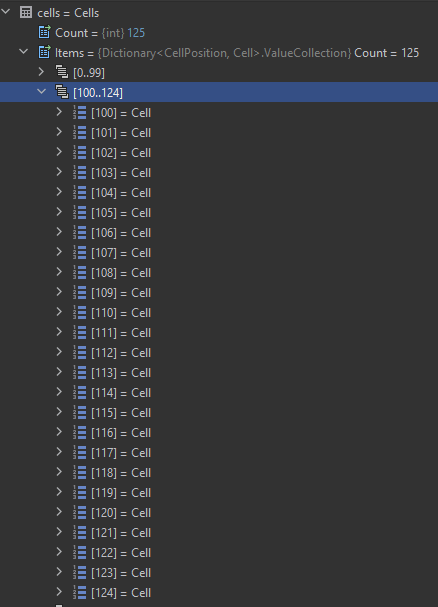 cells = Cells
Count = {int} 125
Items = {Dictionary<CellPosition, Cell>.ValueCollection} Count = 125
[0..99]
[100..124]
[100] = Cell
[101] = Cell
[102] = Cell
[103] = Cell
[104] = Cell
[105] = Cell
[106] = Cell
[107] = Cell
[108] = Cell
[109] = Cell
[110] = Cell
[111] = Cell
[112] = Cell
[113] = Cell
[114] = Cell
[115] = Cell
[116] = Cell
[117] = Cell
[118] = Cell
[119] = Cell
[120] = Cell
[121] = Cell
[122] = Cell
[123] = Cell
[124] = Cell